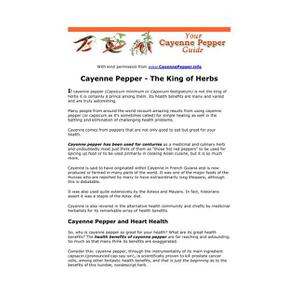 Your
Cayenne Pepper
Guide
With kind permission from www.CayennePepper.info
Cayenne Pepper - The King of Herbs
If cayenne pepper (Capsicum minimum or Capsicum fastigiatum) is not the king of
herbs it is certainly a prince among them. Its health benefits are many and varied
and are truly astonishing.
Many people from around the world recount amazing results from using cayenne
pepper (or capsicum as it's sometimes called) for simple healing as well in the
battling and elimination of challenging health problems.
Cayenne comes from peppers that are not only good to eat but great for your
health.
Cayenne pepper has been used for centuries as a medicinal and culinary herb
and undoubtedly most just think of them as "those hot red peppers" to be used for
spicing up food or to be used primarily in cooking Asian cuisine, but it is so much
more.
Cayenne is said to have originated within Cayenne in French Guiana and is now
produced or farmed in many parts of the world. It was one of the major peppers of the
Hunzas who are reported by many to have extraordinarily long lifespans, although
this is debatable.
It was also used quite extensively by the Aztecs and Mayans. In fact, historians
assert it was a staple of the Aztec diet.
Cayenne is also revered in the alternative health community and chiefly by medicinal
herbalists for its remarkable array of health benefits.
Cayenne Pepper and Heart Health
So, why is cayenne pepper so great for your health? What are its great health
benefits? The health benefits of cayenne pepper are far reaching and astounding.
So much so that many think its benefits are exaggerated.
Consider this: cayenne pepper, through the instrumentality of its main ingredient
capsaicin (pronounced cap-say-sin), is scientifically proven to kill prostate cancer
cells, among other fantastic health benefits, and that is just the beginning as to the
benefits of this humble, nondescript herb.